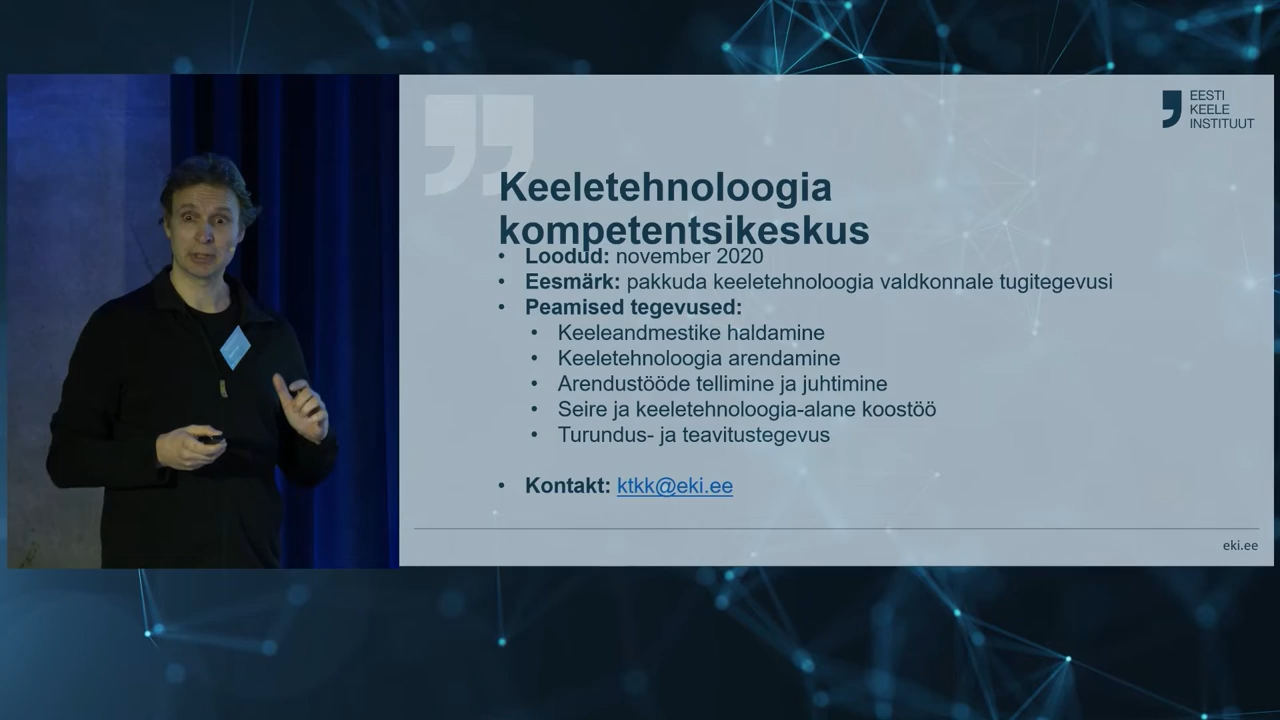 EESTI
KEELE
INSTITUUT
Keeletehnoloogia
kompetentsikeskus
• Loodud: november 2020
• Eesmärk: pakkuda keeletehnoloogia valdkonnale tugitegevusi
• Peamised tegevused:
• Keeleandmestike haldamine
• Keeletehnoloogia arendamine
• Arendustööde tellimine ja juhtimine
• Seire ja keeletehnoloogia-alane koostöö
• Turundus- ja teavitustegevus
• Kontakt: ktkk@eki.ee
eki.ee